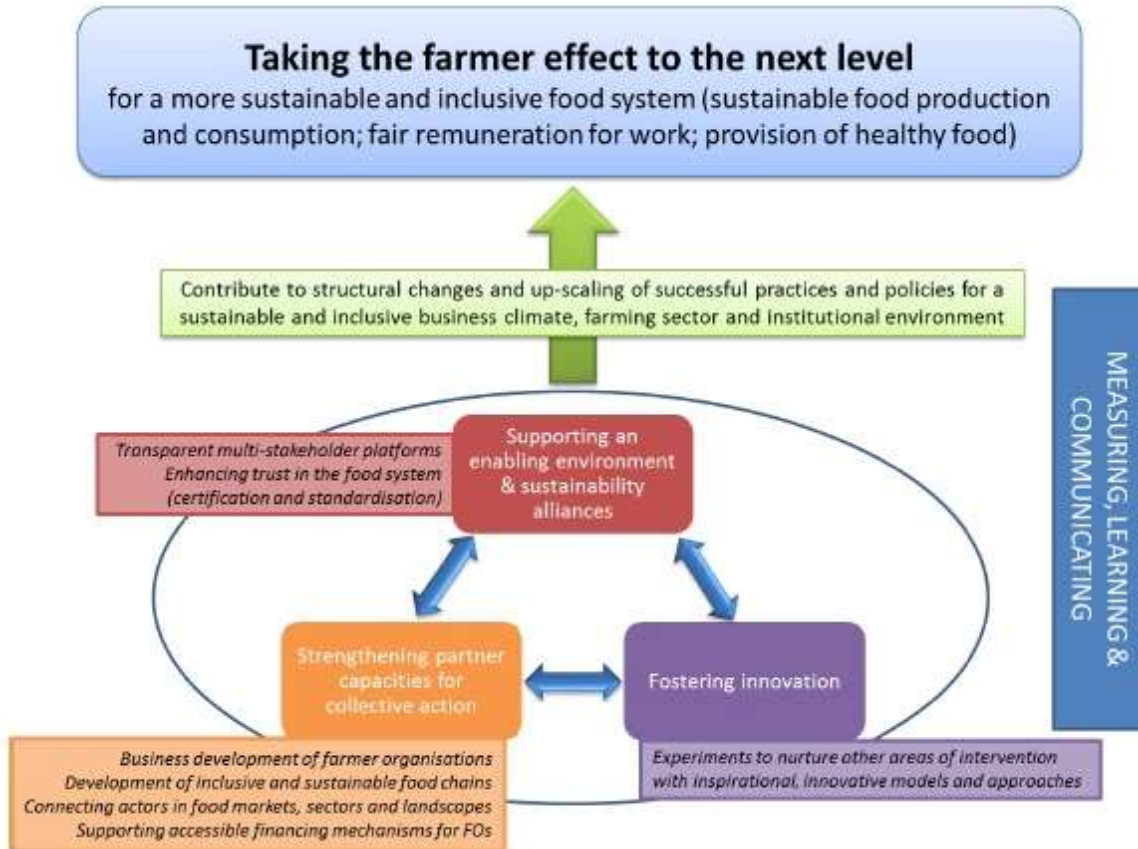 Taking the farmer effect to the next level
for a more sustainable and inclusive food system (sustainable food production
and consumption; fair remuneration for work; provision of healthy food)
Contribute to structural changes and up-scaling of successful practices and policies for a
sustainable and inclusive business climate, farming sector and institutional environment
MEASURING, LEARNING &
COMMUNICATING
Supporting an
enabling environment
& sustainability
alliances
Transparent multi-stakeholder platforms
Enhancing trust in the food system
(certification and standardisation)
Strengthening partner
capacities for
collective action
Fostering innovation
Business development of farmer organisations
Development of inclusive and sustainable food chains
Connecting actors in food markets, sectors and landscapes
Supporting accessible financing mechanisms for FOs
Experiments to nurture other areas of intervention
with inspirational, innovative models and approaches